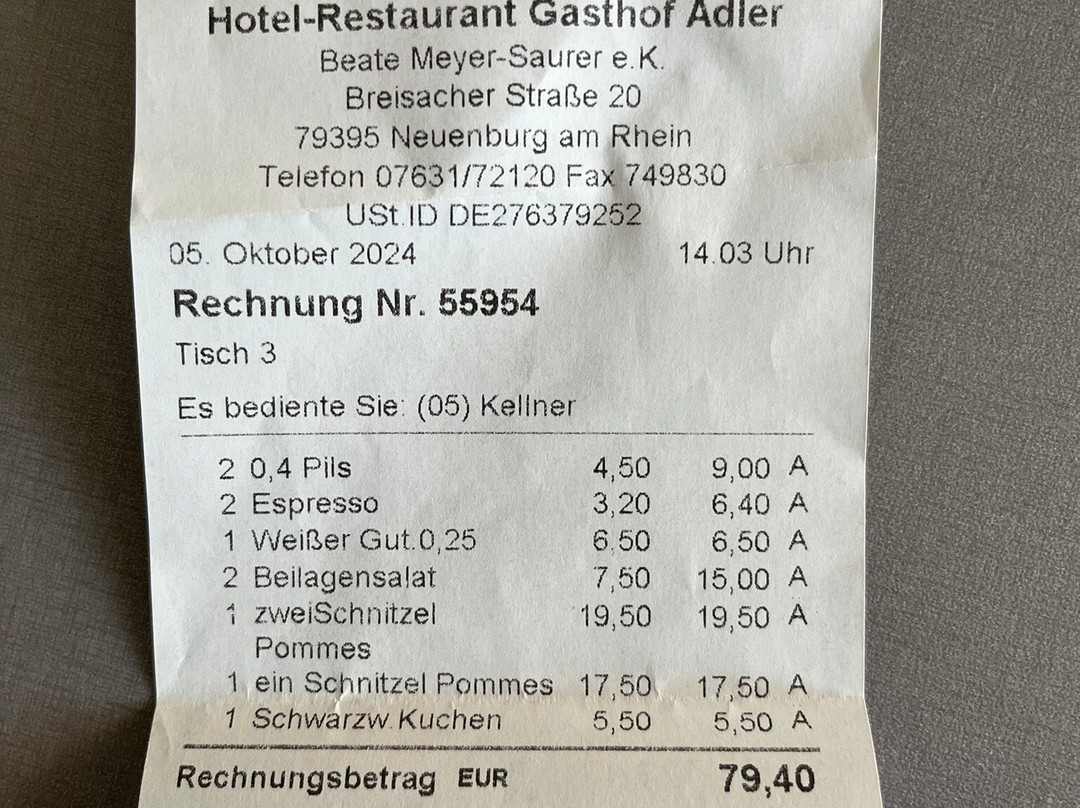 Hotel-Restaurant Gasthof Adler
Beate Meyer-Saurer e.K.
Breisacher Straße 20
79395 Neuenburg am Rhein
Telefon 07631/72120 Fax 749830
USt.ID DE276379252
05. Oktober 2024 14.03 Uhr
Rechnung Nr. 55954
Tisch 3
Es bediente Sie: (05) Kellner
2 0,4 Pils 4,50 9,00 A
2 Espresso 3,20 6,40 A
1 Weißer Gut.0,25 6,50 6,50 A
2 Beilagensalat 7,50 15,00 A
1 zweiSchnitzel 19,50 19,50 A
Pommes
1 ein Schnitzel Pommes 17,50 17,50 A
1 Schwarzw.Kuchen 5,50 5,50 A
Rechnungsbetrag EUR 79,40